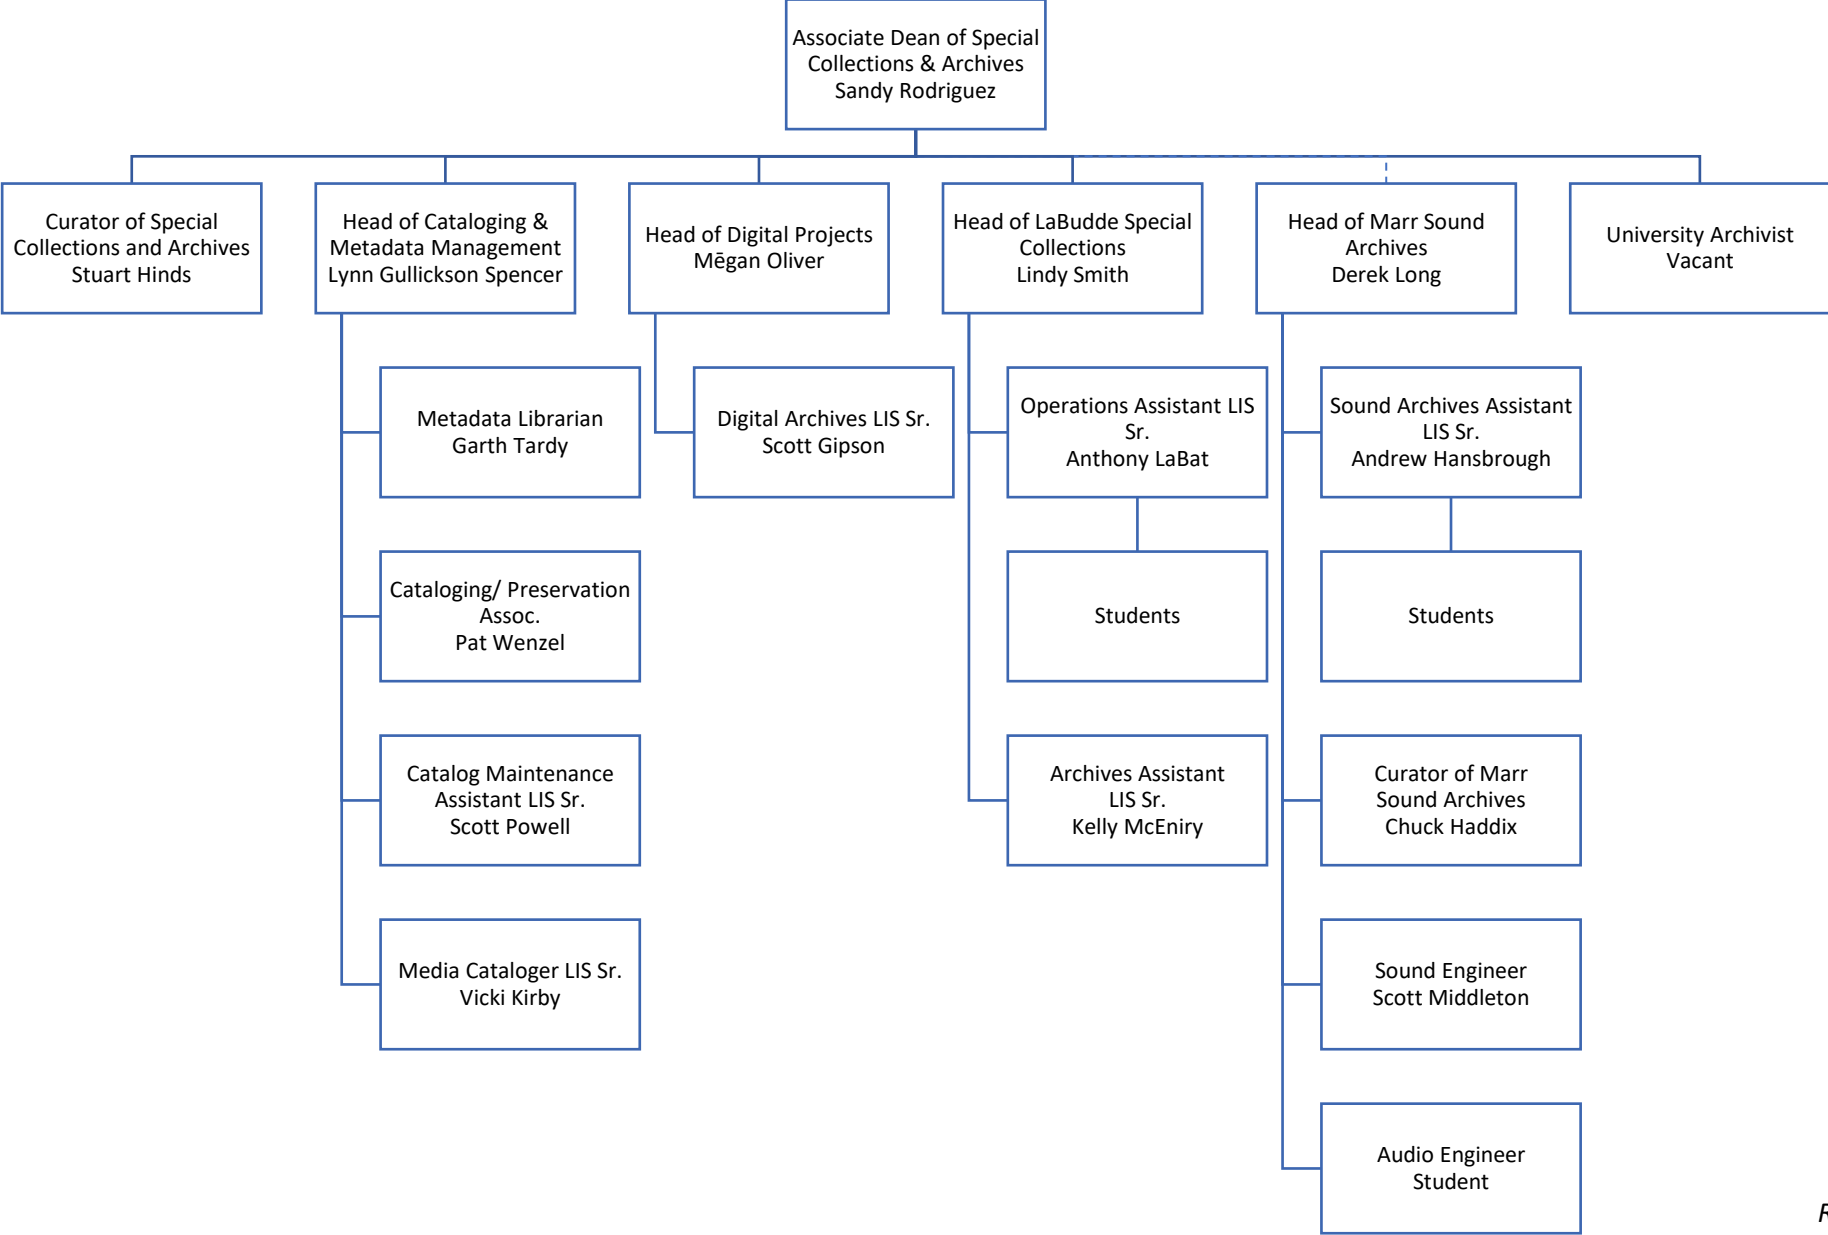 Associate Dean of Special
Collections & Archives
Sandy Rodriguez
Curator of Special
Collections and Archives
Stuart Hinds
Head of Cataloging &
Metadata Management
Lynn Gullickson Spencer
Head of Digital Projects
Mēgan Oliver
Head of LaBudde Special
Collections
Lindy Smith
Head of Marr Sound
Archives
Derek Long
University Archivist
Vacant
Metadata Librarian
Garth Tardy
Digital Archives LIS Sr.
Scott Gipson
Operations Assistant LIS
Sr.
Anthony LaBat
Sound Archives Assistant
LIS Sr.
Andrew Hansbrough
Cataloging/ Preservation
Assoc.
Pat Wenzel
Students
Students
Catalog Maintenance
Assistant LIS Sr.
Scott Powell
Archives Assistant
LIS Sr.
Kelly McEniry
Curator of Marr
Sound Archives
Chuck Haddix
Media Cataloger LIS Sr.
Vicki Kirby
Sound Engineer
Scott Middleton
Audio Engineer
Student